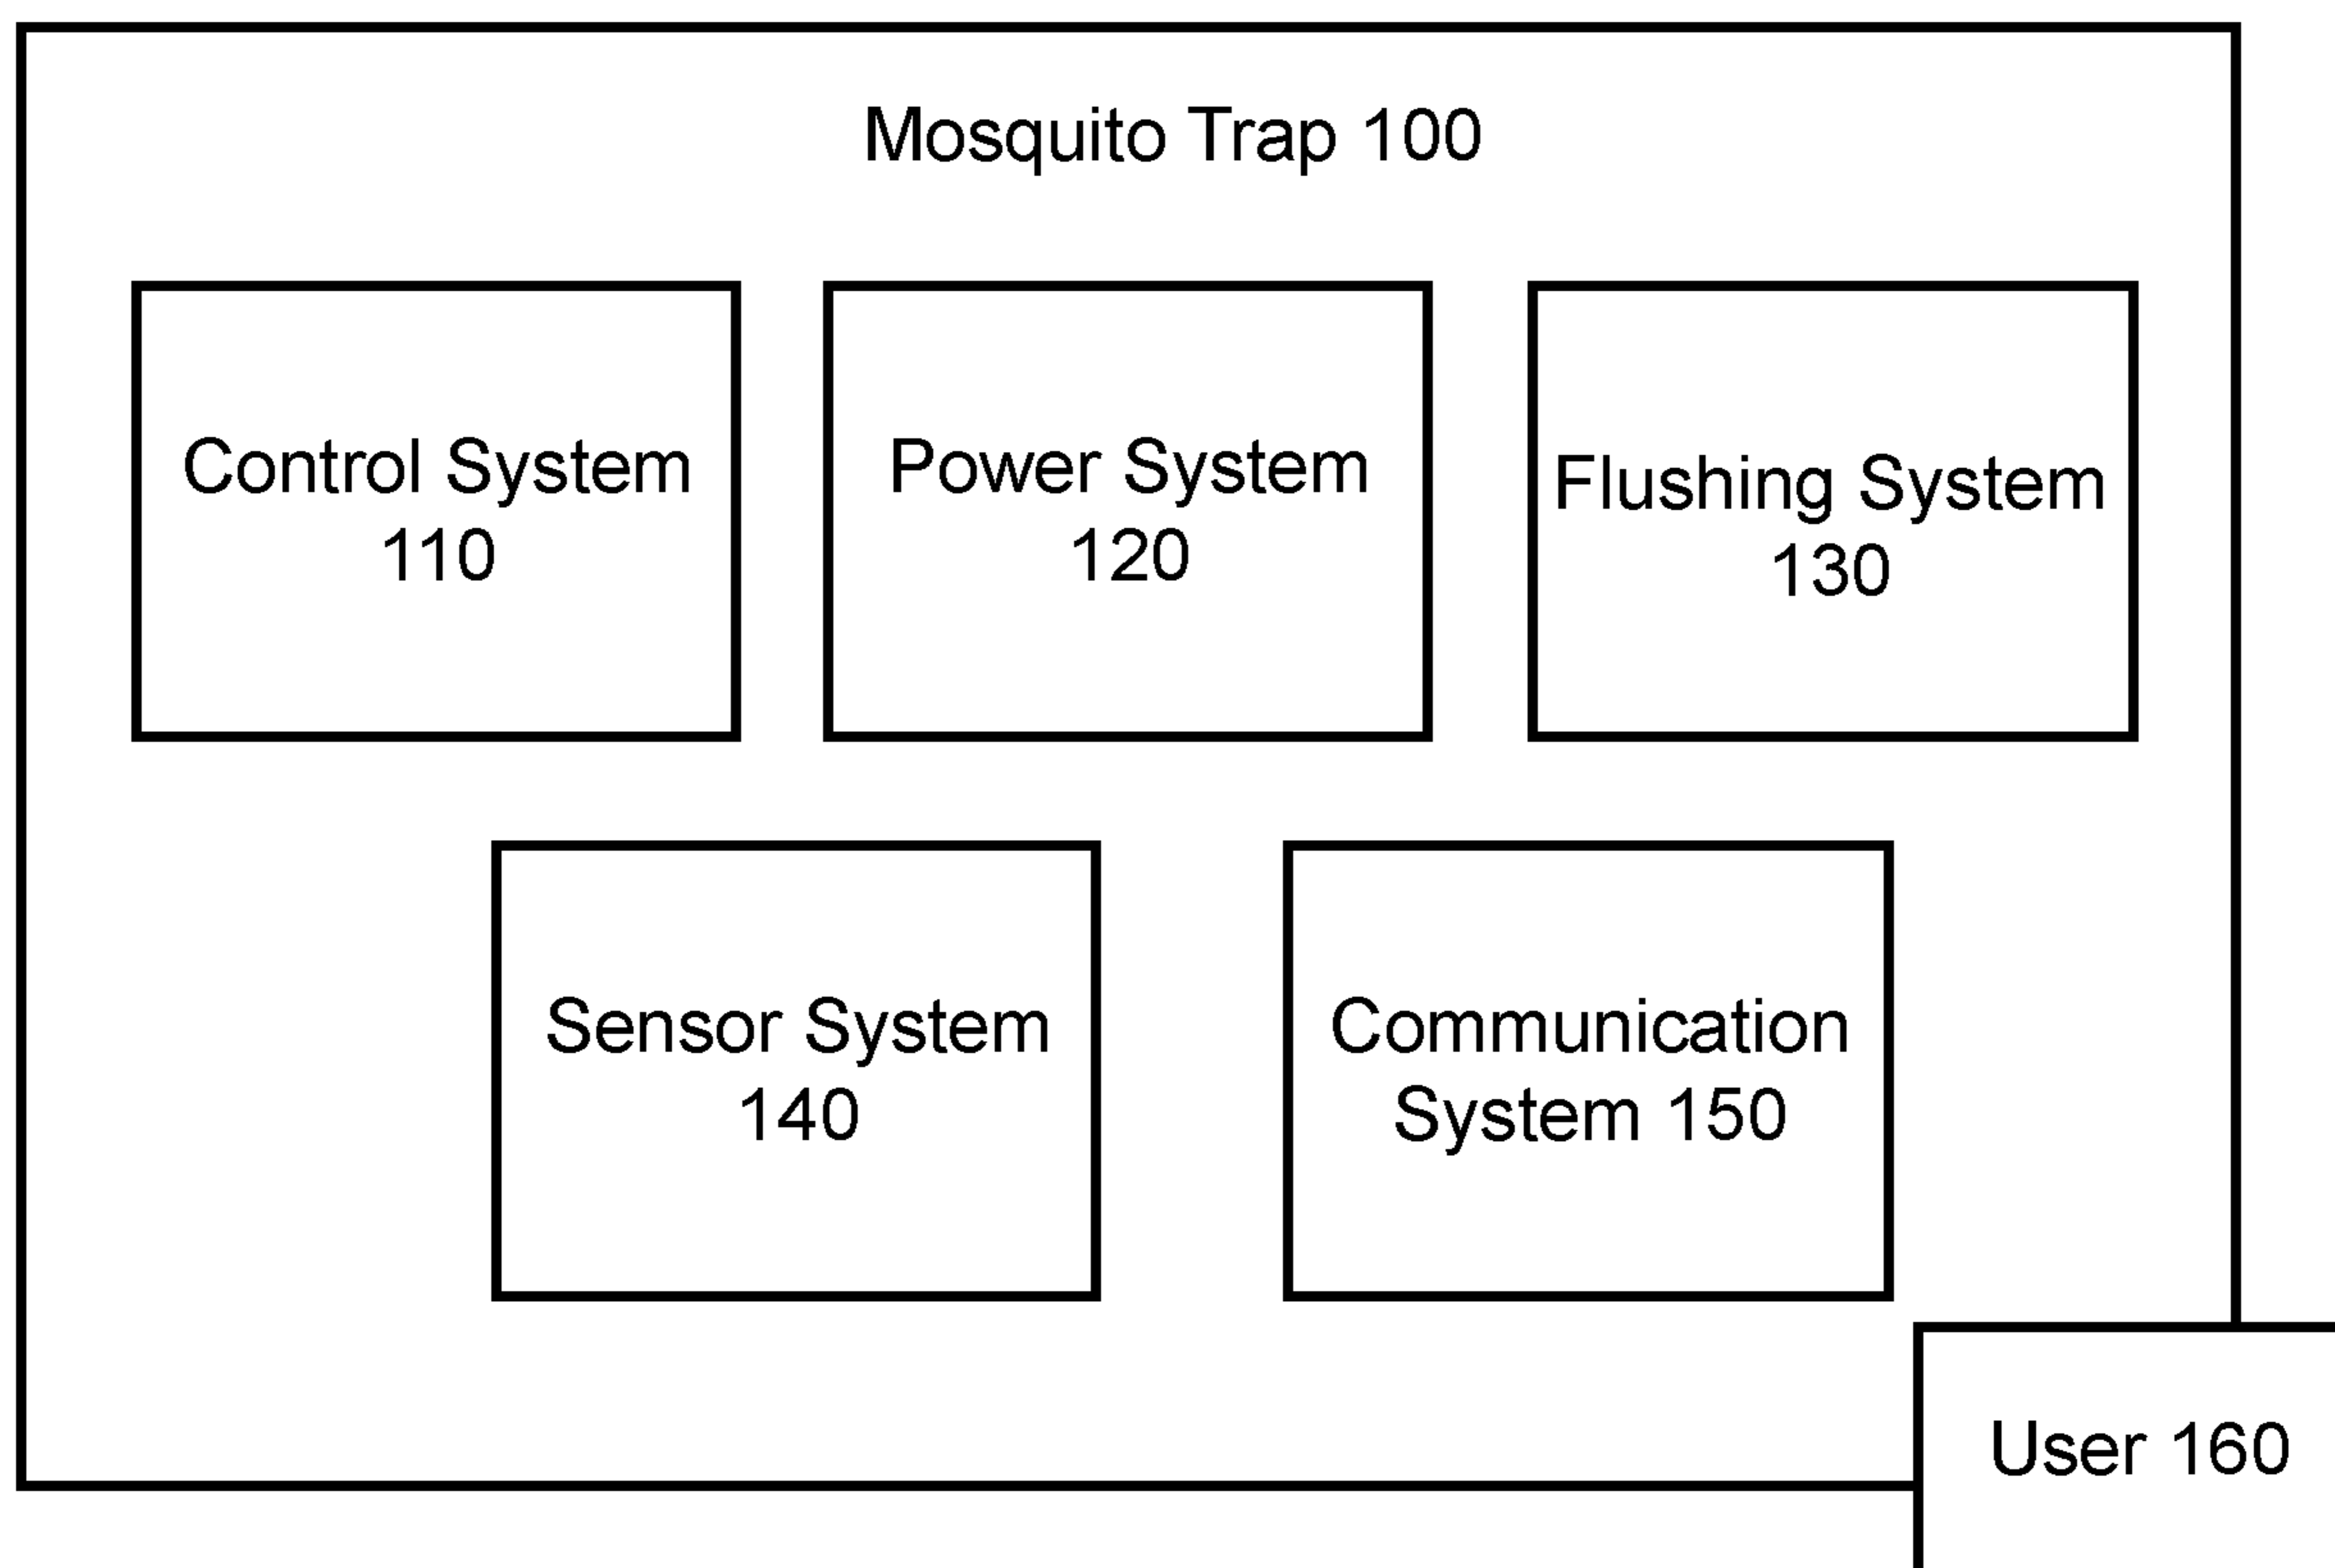 Mosquito Trap 100
Control System
110
Power System
120
Flushing System
130
Sensor System
140
Communication
System 150
User 160